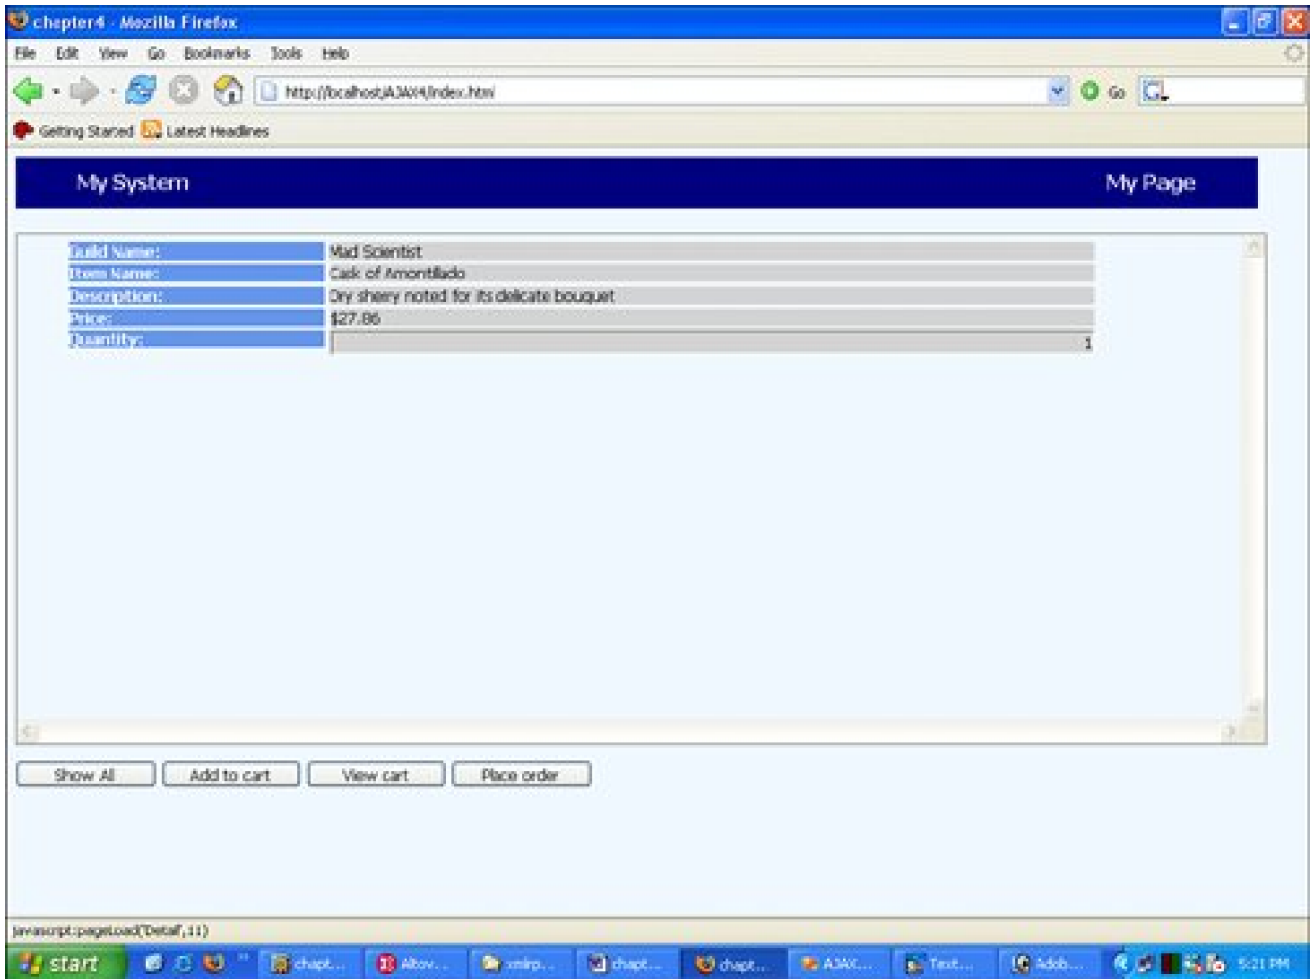 chapter4 - Mozilla Firefox
File Edit View Go Bookmarks Tools Help
http://localhost/AJAX4/index.htm Go
Getting Started Latest Headlines
My System My Page
Guild Name: Mad Scientist
Item Name: Cask of Amontillado
Description: Dry sherry noted for its delicate bouquet
Price: $27.86
Quantity: 1
Show All Add to cart View cart Place order
javascript:pageLoad('Detail',11)
start chapt... Altov... xmlrp... chapt... chapt... AJAX... Text... Adob... 5:21 PM